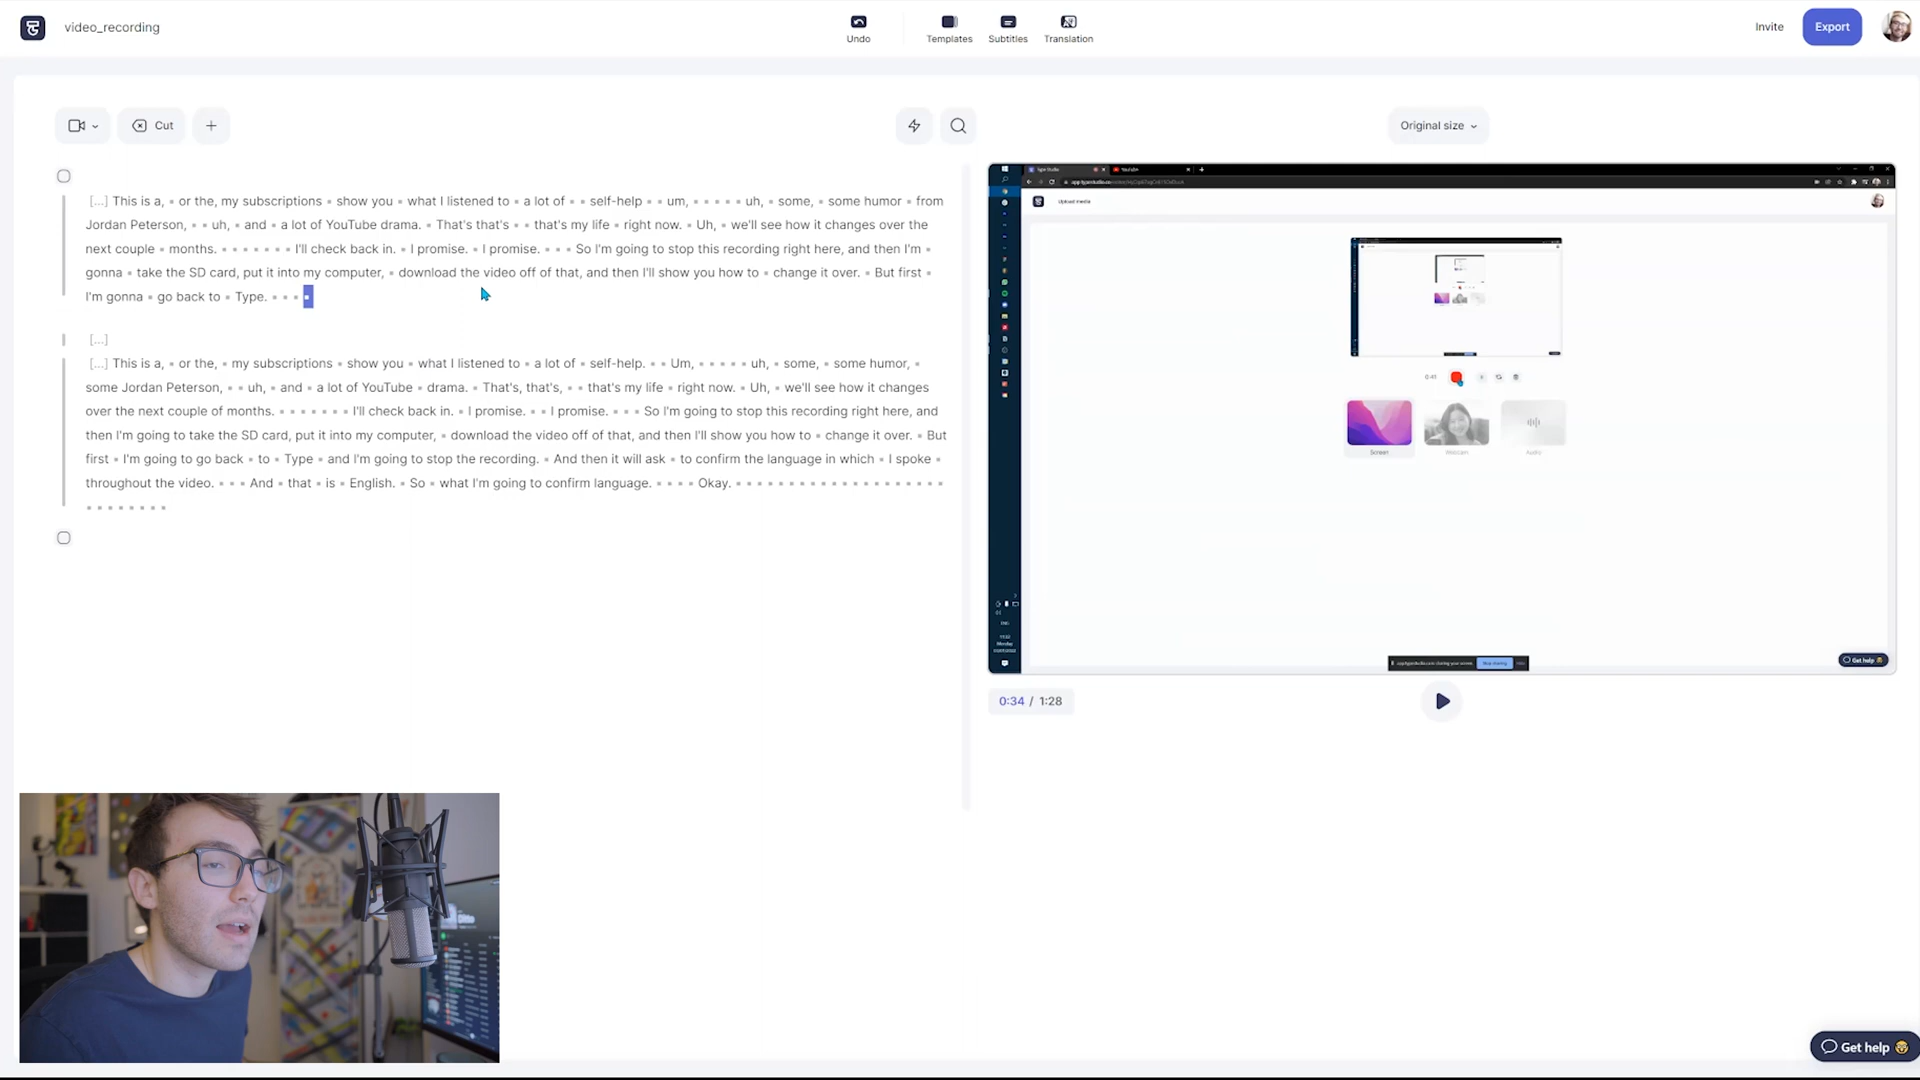 video_recording
Undo
Templates
Subtitles
Translation
Invite
Export
Cut
Original size
[...] This is a, • or the, my subscriptions • show you • what I listened to • a lot of • • self-help • • um, • • • • • uh, • some, • some humor • from
Jordan Peterson, • • uh, • and • a lot of YouTube drama. • That's that's • • that's my life • right now. • Uh, • we'll see how it changes over the
next couple • months. • • • • • • • I'll check back in. • I promise. • I promise. • • • So I'm going to stop this recording right here, and then I'm •
gonna • take the SD card, put it into my computer, • download the video off of that, and then I'll show you how to • change it over. • But first •
I'm gonna • go back to • Type. • • • •
[...]
[...] This is a, • or the, • my subscriptions • show you • what I listened to • a lot of • self-help. • • Um, • • • • • uh, • some, • some humor, •
some Jordan Peterson, • • uh, • and • a lot of YouTube • drama. • That's, that's, • • that's my life • right now. • Uh, • we'll see how it changes
over the next couple of months. • • • • • • • I'll check back in. • I promise. • • I promise. • • • So I'm going to stop this recording right here, and
then I'm going to take the SD card, put it into my computer, • download the video off of that, and then I'll show you how to • change it over. • But
first • I'm going to go back • to • Type • and I'm going to stop the recording. • And then it will ask • to confirm the language in which • I spoke •
throughout the video. • • • And • that • is • English. • So • what I'm going to confirm language. • • • • Okay. • • • • • • • • • • • • • • • • • • • •
• • • • • • • •
Upload media
0:41
Screen
Webcam
Audio
Stop sharing
Get help
0:34 / 1:28
Get help